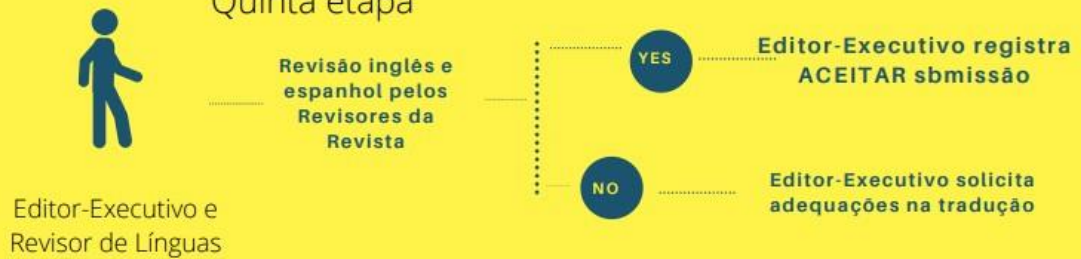 Quinta etapa
Revisão inglês e
espanhol pelos
Revisores da
Revista
YES
Editor-Executivo registra
ACEITAR sbmissão
NO
Editor-Executivo solicita
adequações na tradução
Editor-Executivo e
Revisor de Línguas